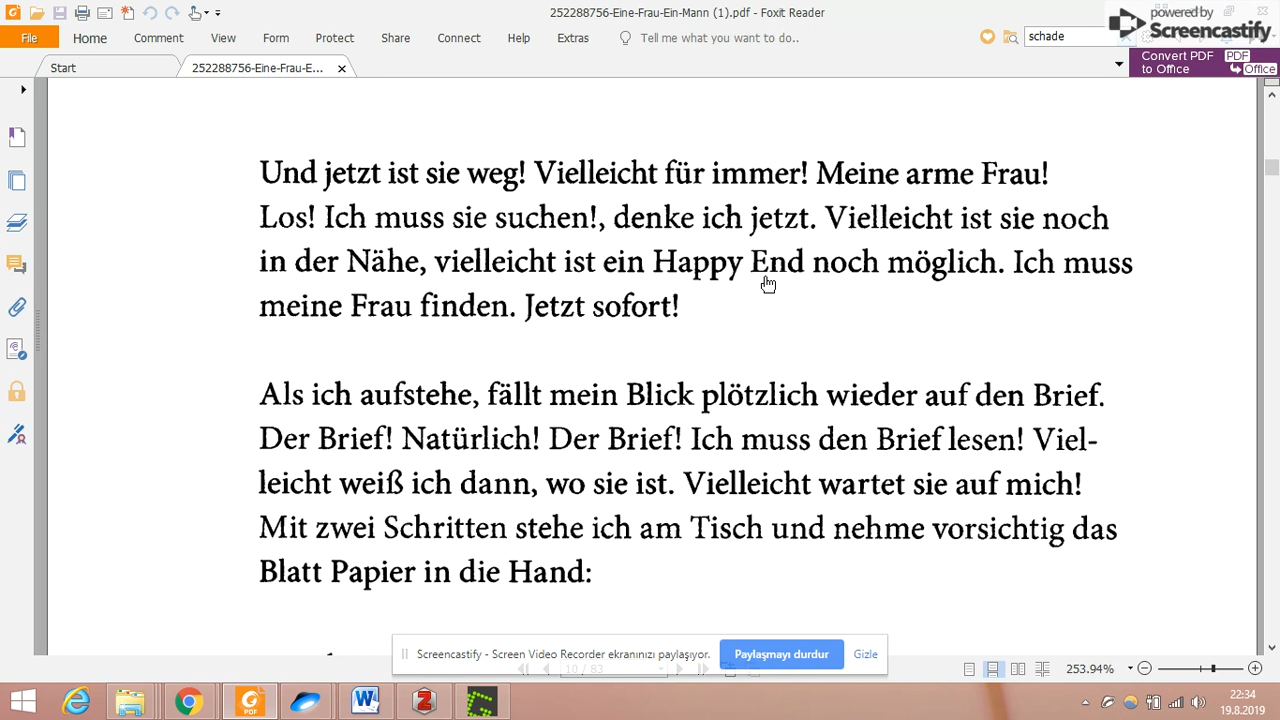 252288756-Eine-Frau-Ein-Mann (1).pdf - Foxit Reader
powered by
Screencastify
File Home Comment View Form Protect Share Connect Help Extras Tell me what you want to do.. schade
Start 252288756-Eine-Frau-E...
Convert PDF to Office
PDF
Office
Und jetzt ist sie weg! Vielleicht für immer! Meine arme Frau!
Los! Ich muss sie suchen!, denke ich jetzt. Vielleicht ist sie noch
in der Nähe, vielleicht ist ein Happy End noch möglich. Ich muss
meine Frau finden. Jetzt sofort!
Als ich aufstehe, fällt mein Blick plötzlich wieder auf den Brief.
Der Brief! Natürlich! Der Brief! Ich muss den Brief lesen! Viel-
leicht weiß ich dann, wo sie ist. Vielleicht wartet sie auf mich!
Mit zwei Schritten stehe ich am Tisch und nehme vorsichtig das
Blatt Papier in die Hand:
Screencastify - Screen Video Recorder ekranınızı paylaşıyor. Paylaşmayı durdur Gizle
10 / 83
253.94%
22:34
19.8.2019